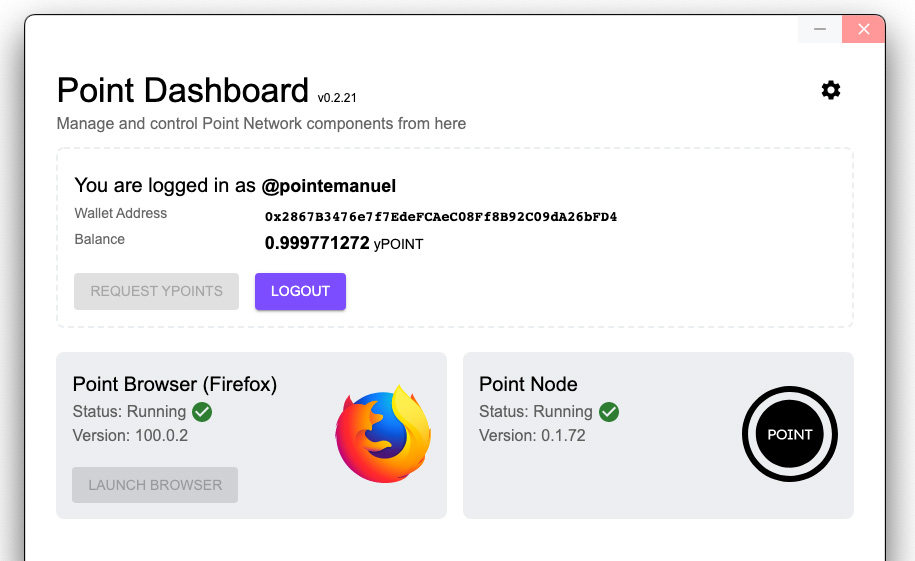 Point Dashboard v0.2.21
Manage and control Point Network components from here
You are logged in as @pointemanuel
Wallet Address 0x2867B3476e7f7EdeFCAeC08Ff8B92C09dA26bFD4
Balance 0.999771272 yPOINT
REQUEST YPOINTS LOGOUT
Point Browser (Firefox)
Status: Running
Version: 100.0.2
LAUNCH BROWSER
Point Node
Status: Running
Version: 0.1.72
POINT